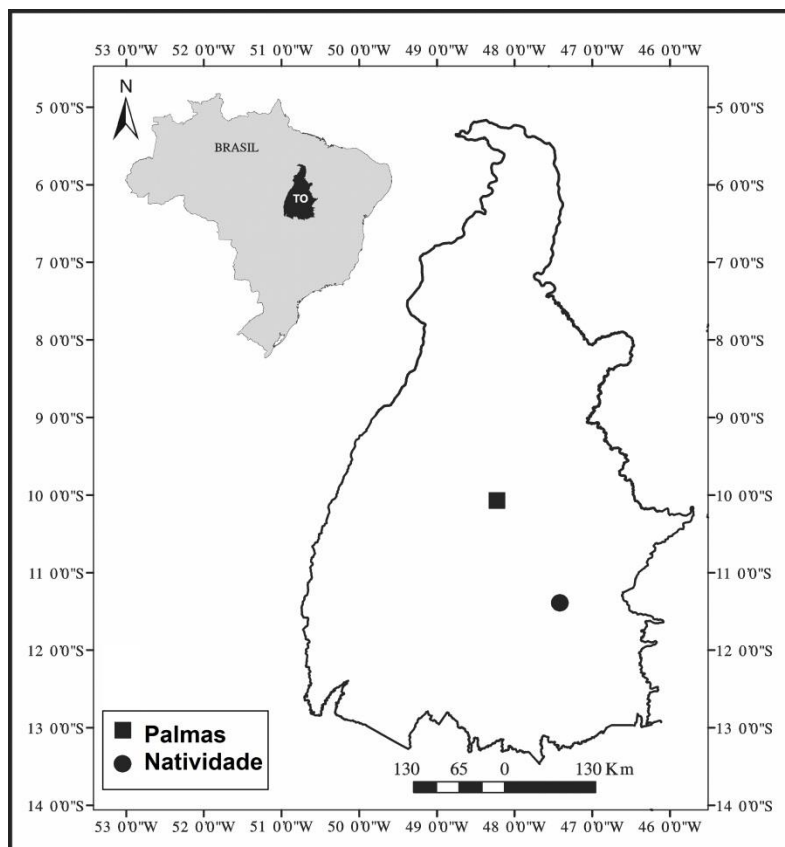 53 0'0"W 52 0'0"W 51 0'0"W 50 0'0"W 49 0'0"W 48 0'0"W 47 0'0"W 46 0'0"W
N
BRASIL
TO
5 0'0"S 5 0'0"S
6 0'0"S 6 0'0"S
7 0'0"S 7 0'0"S
8 0'0"S 8 0'0"S
9 0'0"S 9 0'0"S
10 0'0"S 10 0'0"S
11 0'0"S 11 0'0"S
12 0'0"S 12 0'0"S
13 0'0"S 13 0'0"S
14 0'0"S 14 0'0"S
Palmas
Natividade
130 65 0 130 Km
53 0'0"W 52 0'0"W 51 0'0"W 50 0'0"W 49 0'0"W 48 0'0"W 47 0'0"W 46 0'0"W